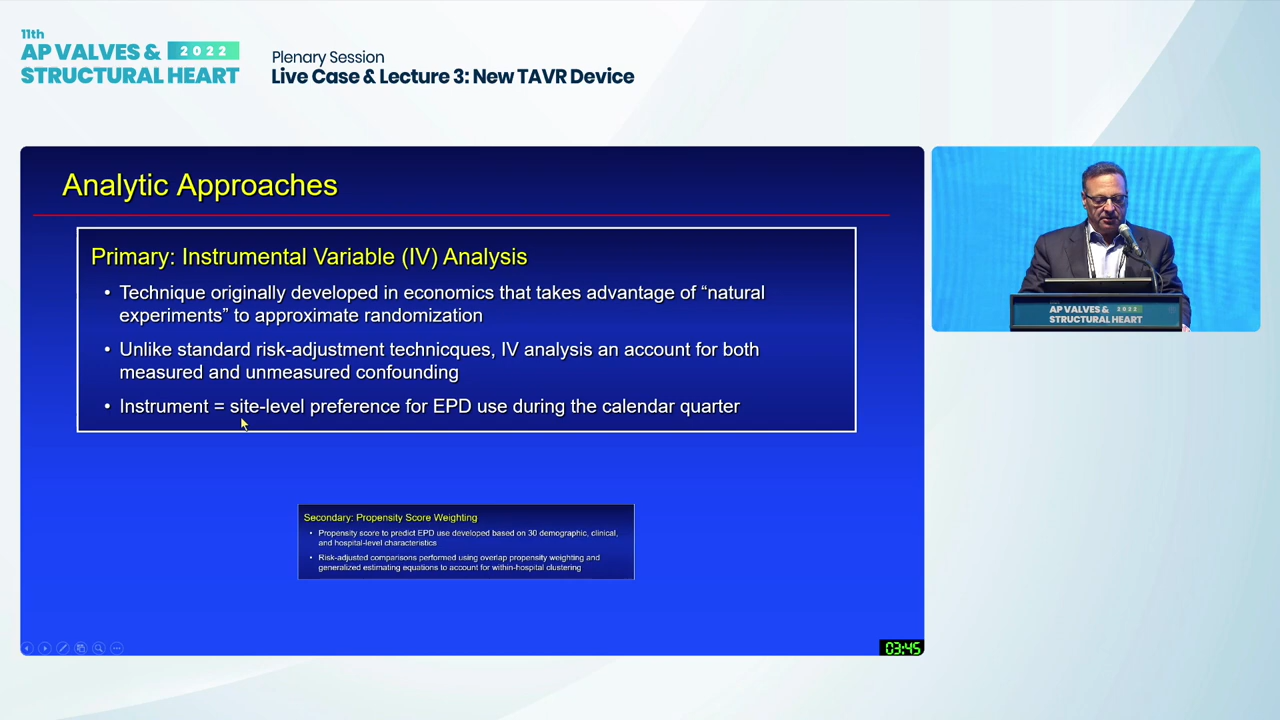 11th
AP VALVES & 2022
STRUCTURAL HEART
Plenary Session
Live Case & Lecture 3: New TAVR Device
Analytic Approaches
Primary: Instrumental Variable (IV) Analysis
• Technique originally developed in economics that takes advantage of “natural
experiments” to approximate randomization
• Unlike standard risk-adjustment technicques, IV analysis an account for both
measured and unmeasured confounding
• Instrument = site-level preference for EPD use during the calendar quarter
Secondary: Propensity Score Weighting
• Propensity score to predict EPD use developed based on 30 demographic, clinical,
and hospital-level characteristics
• Risk-adjusted comparisons performed using overlap propensity weighting and
generalized estimating equations to account for within-hospital clustering
03:45
AP VALVES & 2022
STRUCTURAL HEART